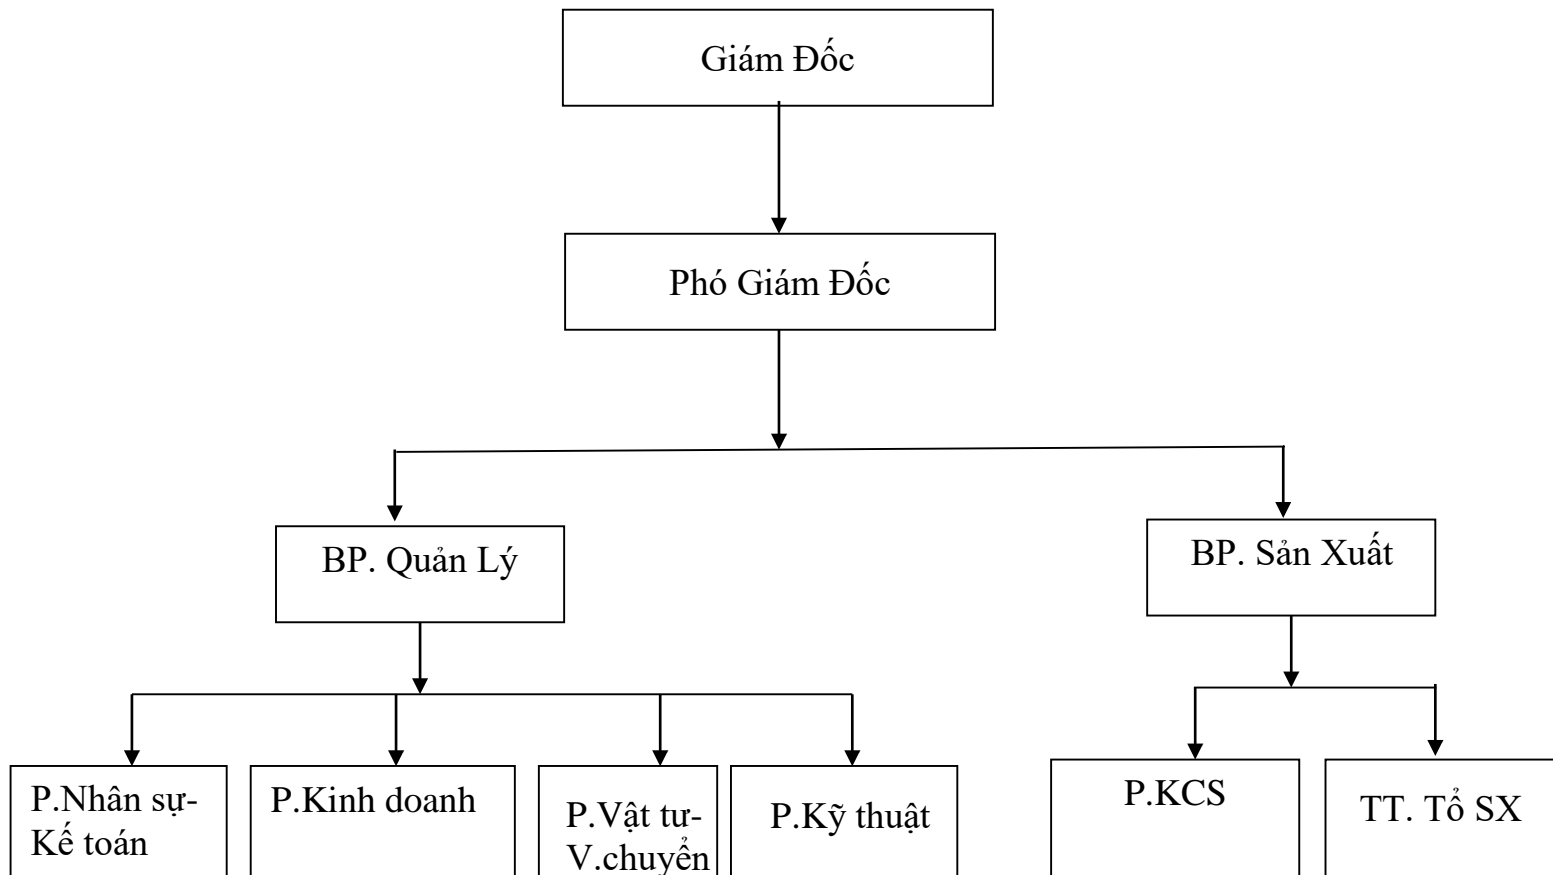 Giám Đốc
Phó Giám Đốc
BP. Quản Lý
BP. Sản Xuất
P.Nhân sự-
Kế toán
P.Kinh doanh
P.Vật tư-
V.chuyển
P.Kỹ thuật
P.KCS
TT. Tổ SX